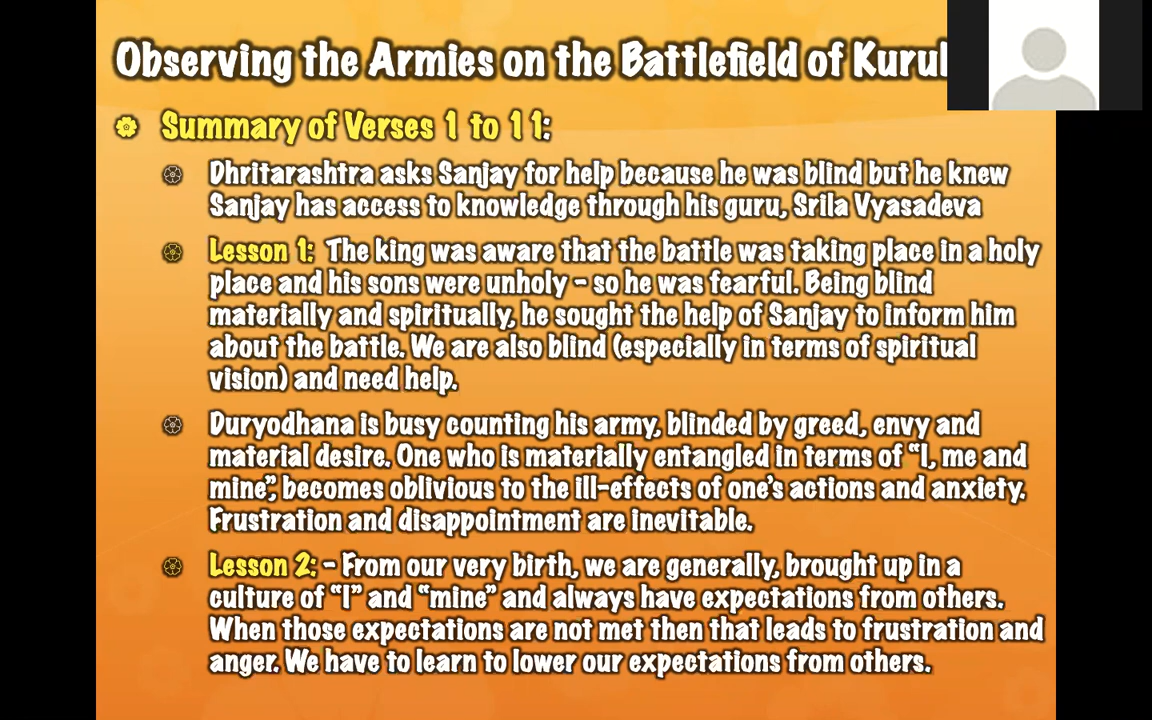 Observing the Armies on the Battlefield of
Summary of Verses 1 to 11:
Dhritarashtra asks Sanjay for help because he was blind but he knew
Sanjay has access to knowledge through his guru, Srila Vyasadeva
Lesson 1: The king was aware that the battle was taking place in a holy
place and his sons were unholy – so he was fearful. Being blind
materially and spiritually, he sought the help of Sanjay to inform him
about the battle. We are also blind (especially in terms of spiritual
vision) and need help.
Duryodhana is busy counting his army, blinded by greed, envy and
material desire. One who is materially entangled in terms of “I, me and
mine”, becomes oblivious to the ill-effects of one’s actions and anxiety.
Frustration and disappointment are inevitable.
Lesson 2: – From our very birth, we are generally, brought up in a
culture of “I” and “mine” and always have expectations from others.
When those expectations are not met then that leads to frustration and
anger. We have to learn to lower our expectations from others.